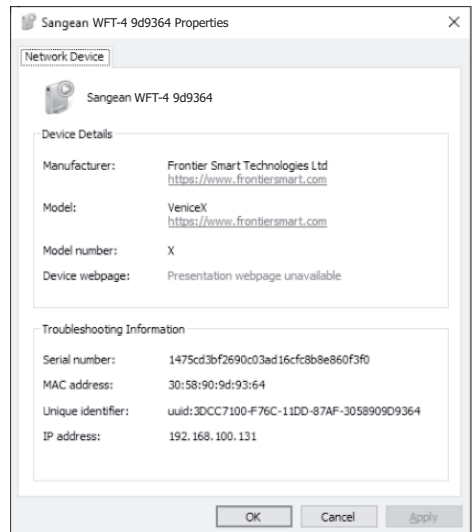 Sangean WFT-4 9d9364 Properties
Network Device
Sangean WFT-4 9d9364
Device Details
Manufacturer: Frontier Smart Technologies Ltd
https://www.frontiersmart.com
Model: VeniceX
https://www.frontiersmart.com
Model number: X
Device webpage: Presentation webpage unavailable
Troubleshooting Information
Serial number: 1475cd3bf2690c03ad16cfc8b8e860f3f0
MAC address: 30:58:90:9d:93:64
Unique identifier: uuid:3DCC7100-F76C-11DD-87AF-3058909D9364
IP address: 192.168.100.131
OK Cancel Apply